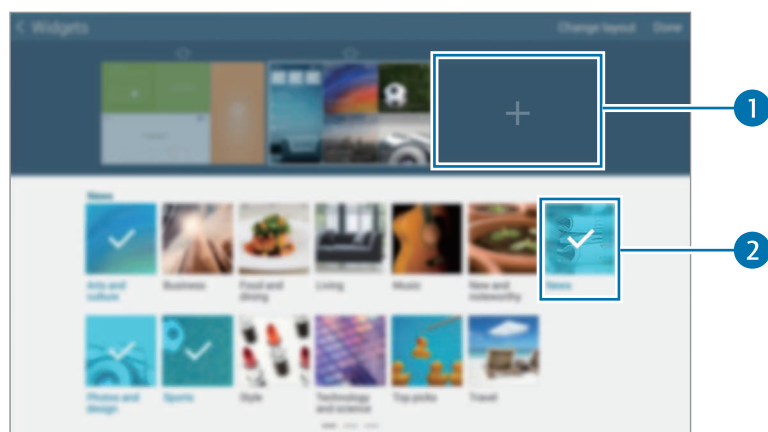 Widgets
Change layout
Done
1
News
2
Arts and
culture
Business
Food and
dining
Living
Music
New and
noteworthy
News
Photos and
design
Sports
Style
Technology
and science
Top picks
Travel